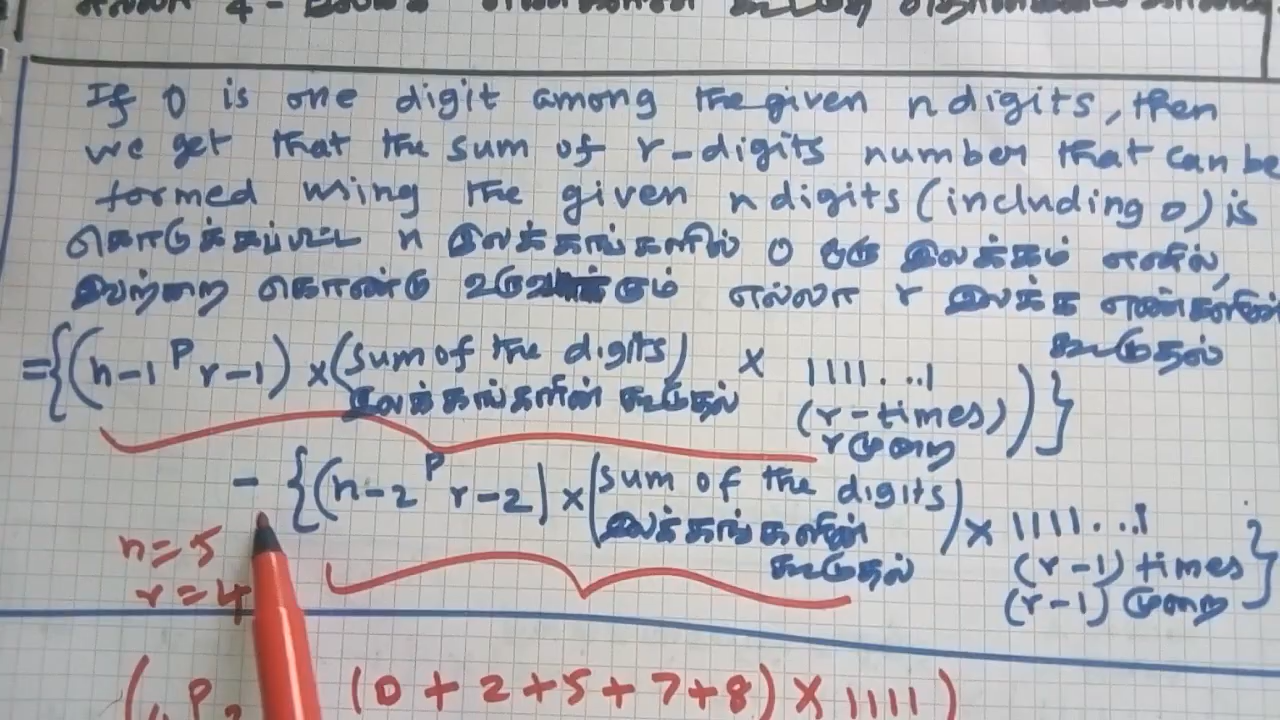 If 0 is one digit among the given n digits, then
we get that the sum of r-digits number that can be
formed using the given n digits (including 0) is
கொடுக்கப்பட்ட n இலக்கங்களில் 0 ஒரு இலக்கம் எனில்,
இவற்றை கொண்டு உருவாக்கும் எல்லா r இலக்க எண்களின்
கூடுதல்
={(n-1 P r-1) × (sum of the digits) × 1111...1
இலக்கங்களின் கூடுதல் (r-times))}
r முறை
- {(n-2 P r-2) × (sum of the digits) × 1111...1
இலக்கங்களின் கூடுதல் (r-1) times
(r-1) முறை}
n=5
r=4
(4 P (0+2+5+7+8) × 1111)